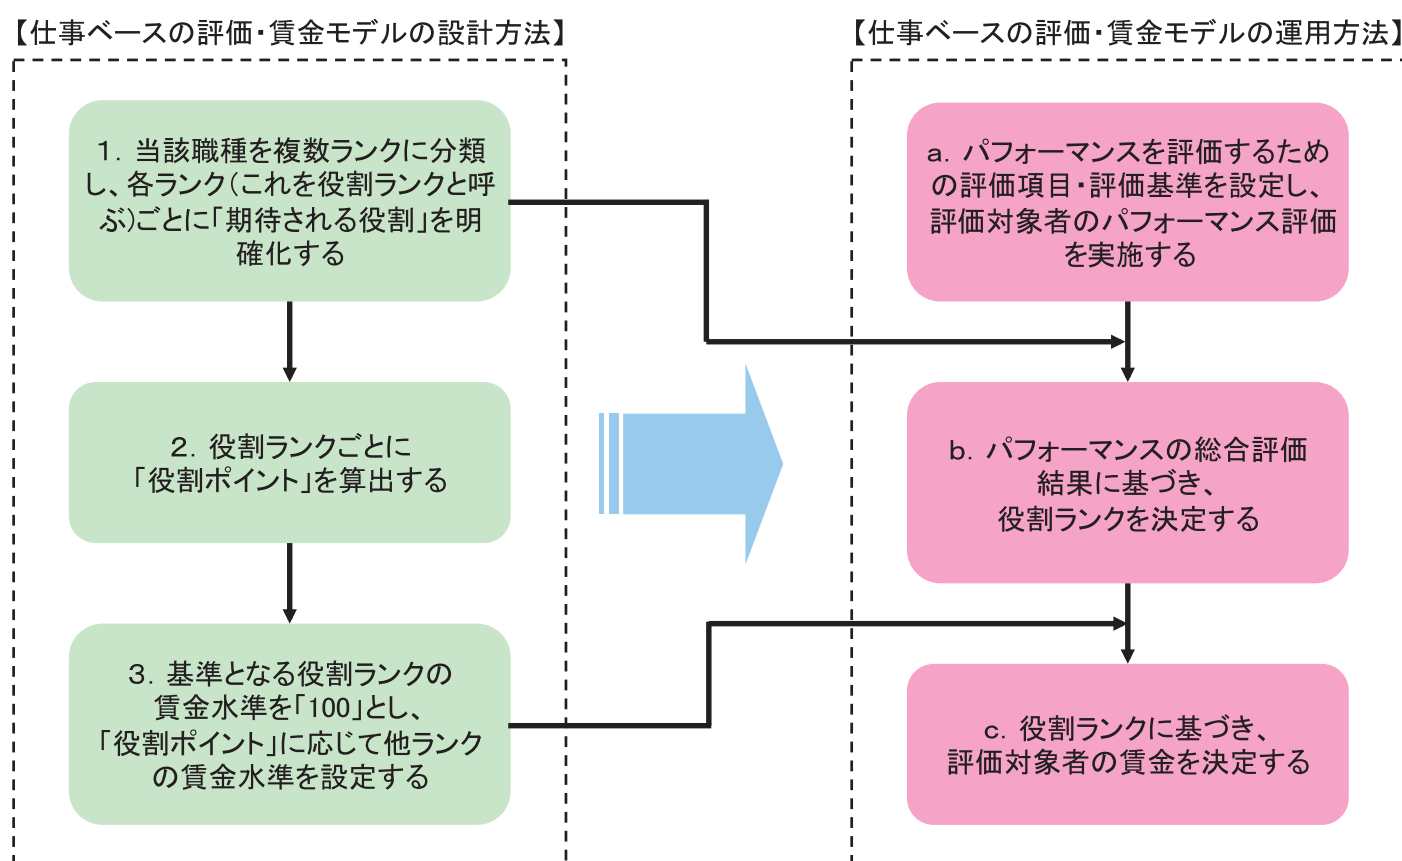 【仕事ベースの評価・賃金モデルの設計方法】
1．当該職種を複数ランクに分類
し、各ランク(これを役割ランクと呼
ぶ)ごとに「期待される役割」を明
確化する
2．役割ランクごとに
「役割ポイント」を算出する
3．基準となる役割ランクの
賃金水準を「100」とし、
「役割ポイント」に応じて他ランク
の賃金水準を設定する
【仕事ベースの評価・賃金モデルの運用方法】
a．パフォーマンスを評価するため
の評価項目・評価基準を設定し、
評価対象者のパフォーマンス評価
を実施する
b．パフォーマンスの総合評価
結果に基づき、
役割ランクを決定する
c．役割ランクに基づき、
評価対象者の賃金を決定する